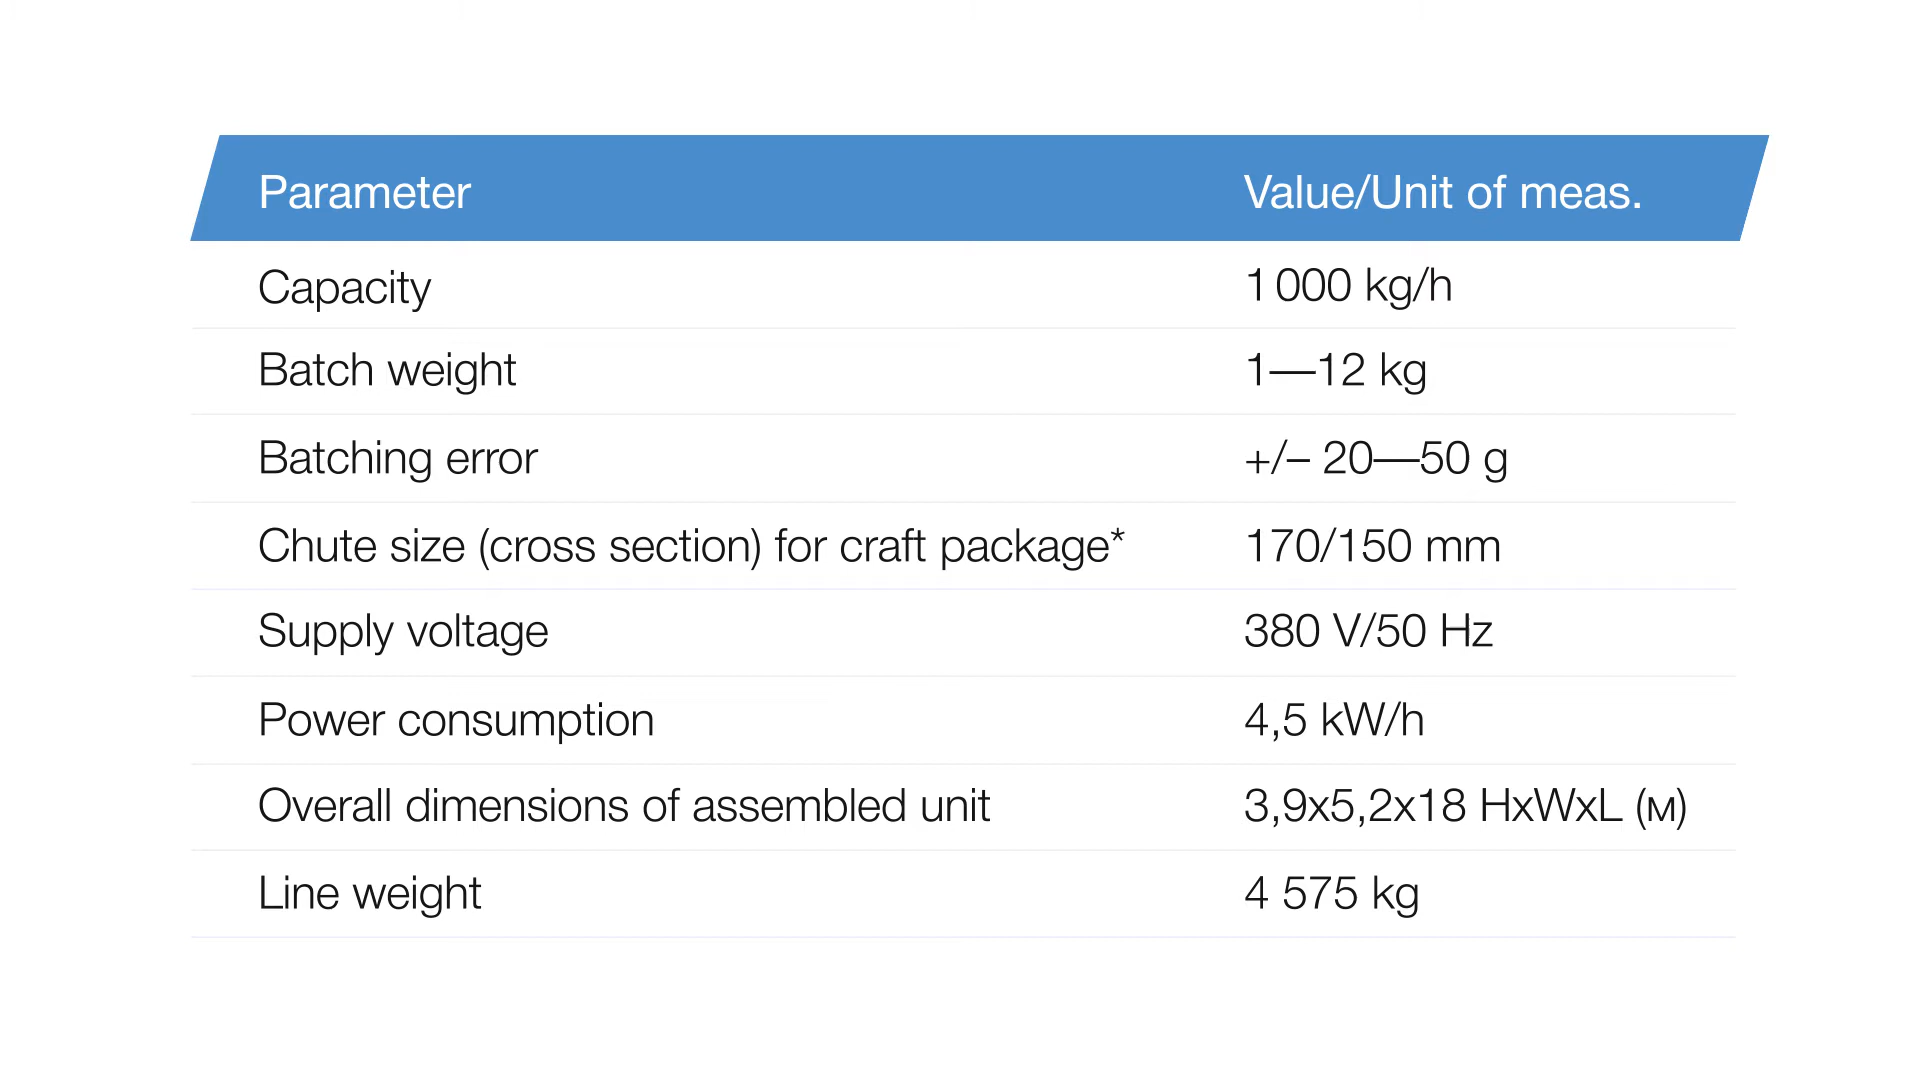 Parameter Value/Unit of meas.
Capacity 1 000 kg/h
Batch weight 1—12 kg
Batching error +/– 20—50 g
Chute size (cross section) for craft package* 170/150 mm
Supply voltage 380 V/50 Hz
Power consumption 4,5 kW/h
Overall dimensions of assembled unit 3,9x5,2x18 HxWxL (м)
Line weight 4 575 kg